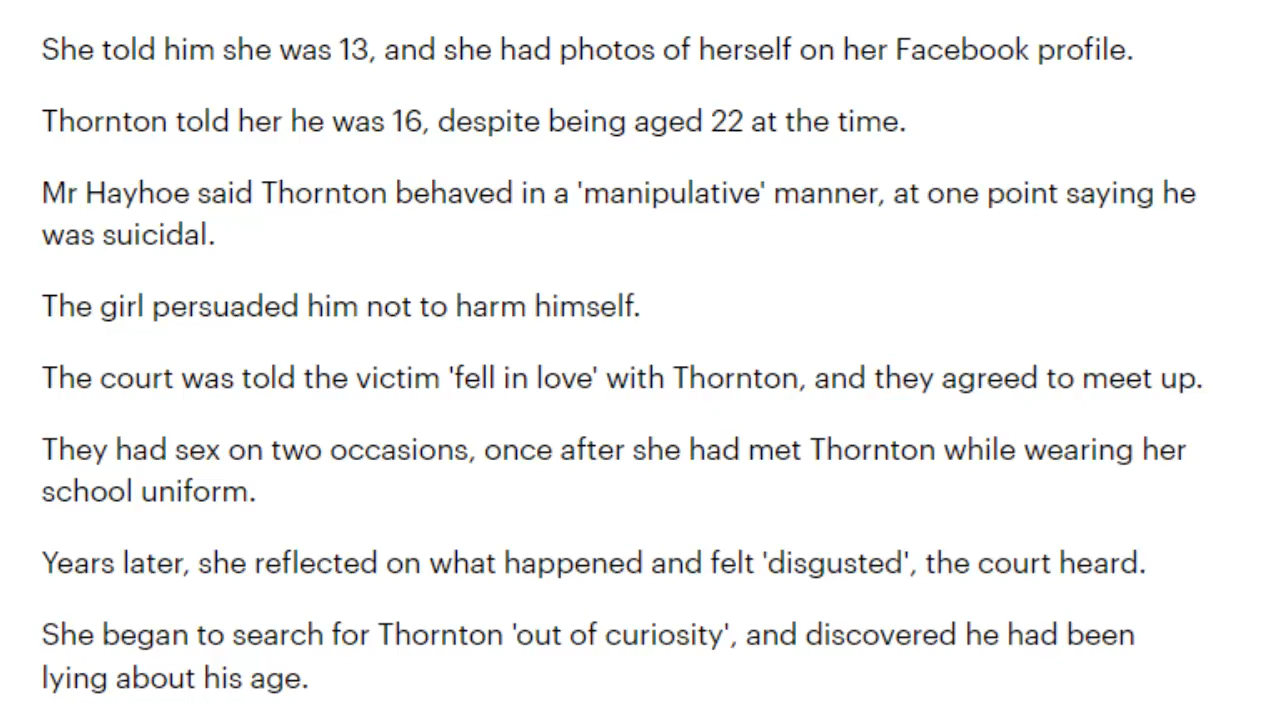 She told him she was 13, and she had photos of herself on her Facebook profile.
Thornton told her he was 16, despite being aged 22 at the time.
Mr Hayhoe said Thornton behaved in a 'manipulative' manner, at one point saying he
was suicidal.
The girl persuaded him not to harm himself.
The court was told the victim 'fell in love' with Thornton, and they agreed to meet up.
They had sex on two occasions, once after she had met Thornton while wearing her
school uniform.
Years later, she reflected on what happened and felt 'disgusted', the court heard.
She began to search for Thornton 'out of curiosity', and discovered he had been
lying about his age.